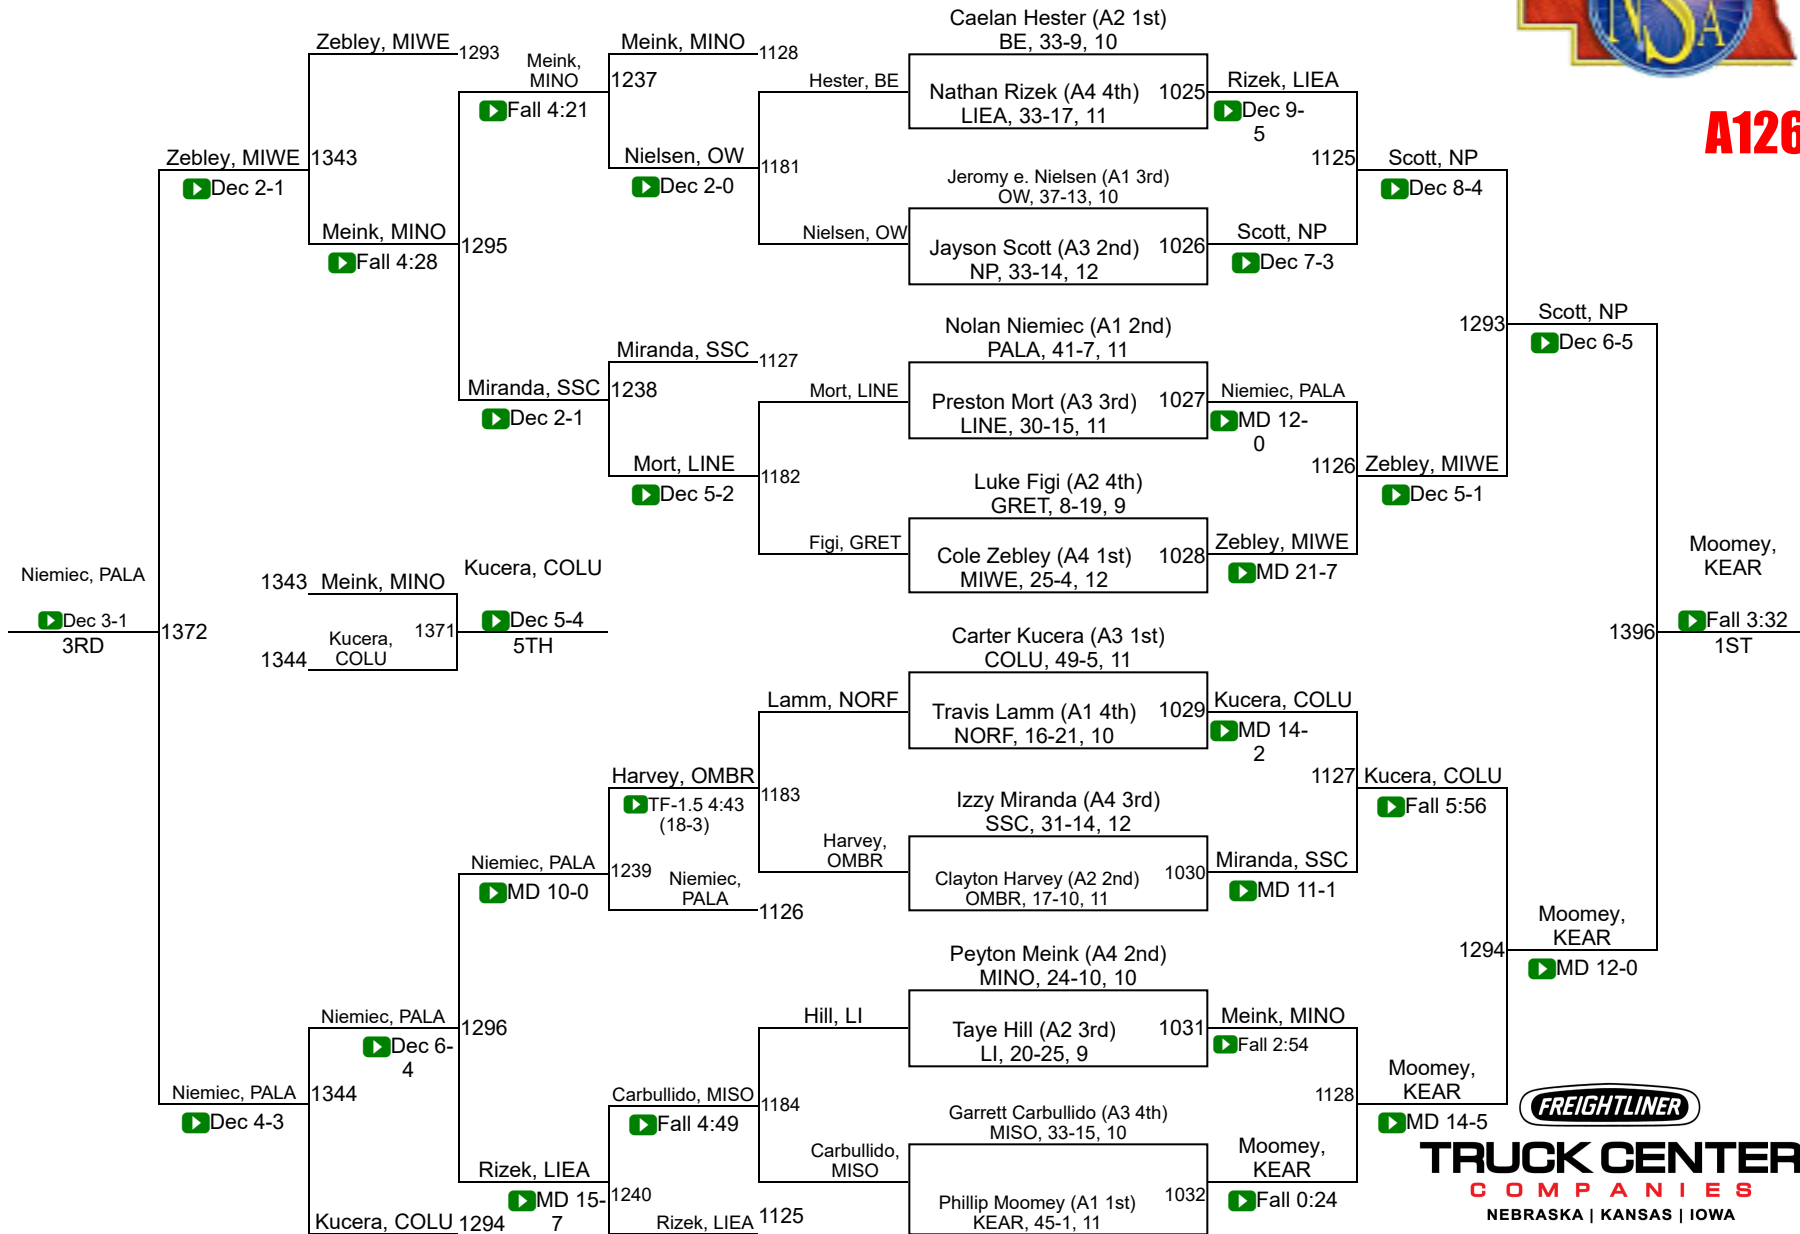 NSA
A126
Caelan Hester (A2 1st)
BE, 33-9, 10
Nathan Rizek (A4 4th)
LIEA, 33-17, 11
1025
Jeromy e. Nielsen (A1 3rd)
OW, 37-13, 10
Jayson Scott (A3 2nd)
NP, 33-14, 12
1026
Nolan Niemiec (A1 2nd)
PALA, 41-7, 11
Preston Mort (A3 3rd)
LINE, 30-15, 11
1027
Luke Figi (A2 4th)
GRET, 8-19, 9
Cole Zebley (A4 1st)
MIWE, 25-4, 12
1028
Carter Kucera (A3 1st)
COLU, 49-5, 11
Travis Lamm (A1 4th)
NORF, 16-21, 10
1029
Izzy Miranda (A4 3rd)
SSC, 31-14, 12
Clayton Harvey (A2 2nd)
OMBR, 17-10, 11
1030
Peyton Meink (A4 2nd)
MINO, 24-10, 10
Taye Hill (A2 3rd)
LI, 20-25, 9
1031
Garrett Carbullido (A3 4th)
MISO, 33-15, 10
Phillip Moomey (A1 1st)
KEAR, 45-1, 11
1032
Rizek, LIEA
Dec 9-
5
1125
Scott, NP
Dec 7-3
Niemiec, PALA
MD 12-
0
1126
Zebley, MIWE
MD 21-7
Kucera, COLU
MD 14-
2
1127
Miranda, SSC
MD 11-1
Meink, MINO
Fall 2:54
1128
Moomey,
KEAR
Fall 0:24
Scott, NP
Dec 8-4
1293
Zebley, MIWE
Dec 5-1
Kucera, COLU
Fall 5:56
1294
Moomey,
KEAR
MD 14-5
Scott, NP
Dec 6-5
1396
Moomey,
KEAR
MD 12-0
Moomey,
KEAR
Fall 3:32
1ST
Hester, BE
1181
Nielsen, OW
Mort, LINE
1182
Figi, GRET
Lamm, NORF
1183
Harvey,
OMBR
Hill, LI
1184
Carbullido,
MISO
Meink, MINO
1128
1237
Nielsen, OW
Dec 2-0
Miranda, SSC
1127
1238
Mort, LINE
Dec 5-2
Harvey, OMBR
TF-1.5 4:43
(18-3)
1239
Niemiec,
PALA
1126
Carbullido, MISO
Fall 4:49
1240
Rizek, LIEA
1125
Meink,
MINO
Fall 4:21
1295
Miranda, SSC
Dec 2-1
Niemiec, PALA
MD 10-0
1296
Rizek, LIEA
MD 15-
7
Zebley, MIWE
1293
1343
Meink, MINO
Fall 4:28
Niemiec, PALA
Dec 6-
4
1344
Kucera, COLU
1294
Zebley, MIWE
Dec 2-1
1372
Niemiec, PALA
Dec 4-3
Niemiec, PALA
Dec 3-1
3RD
1343
Meink, MINO
1371
1344
Kucera,
COLU
Kucera, COLU
Dec 5-4
5TH
FREIGHTLINER
TRUCK CENTER
COMPANIES
NEBRASKA | KANSAS | IOWA